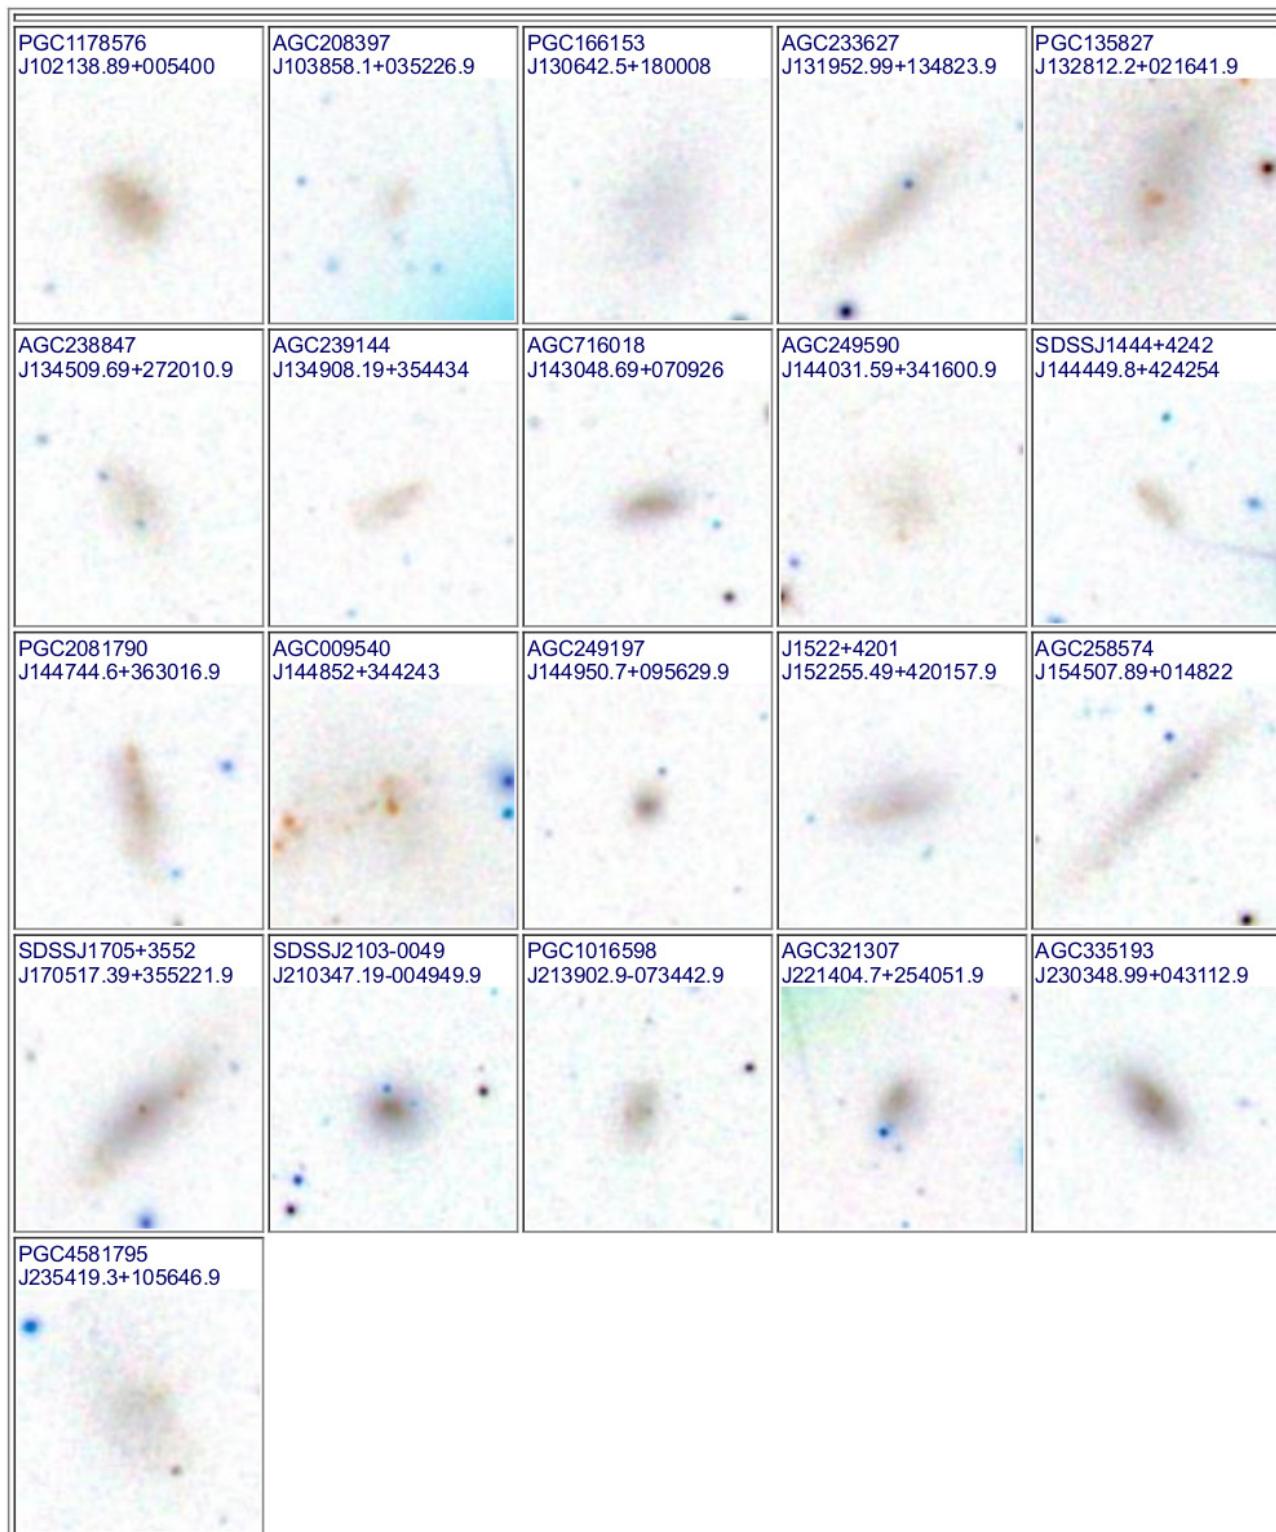 PGC1178576
J102138.89+005400
AGC208397
J103858.1+035226.9
PGC166153
J130642.5+180008
AGC233627
J131952.99+134823.9
PGC135827
J132812.2+021641.9
AGC238847
J134509.69+272010.9
AGC239144
J134908.19+354434
AGC716018
J143048.69+070926
AGC249590
J144031.59+341600.9
SDSSJ1444+4242
J144449.8+424254
PGC2081790
J144744.6+363016.9
AGC009540
J144852+344243
AGC249197
J144950.7+095629.9
J1522+4201
J152255.49+420157.9
AGC258574
J154507.89+014822
SDSSJ1705+3552
J170517.39+355221.9
SDSSJ2103-0049
J210347.19-004949.9
PGC1016598
J213902.9-073442.9
AGC321307
J221404.7+254051.9
AGC335193
J230348.99+043112.9
PGC4581795
J235419.3+105646.9